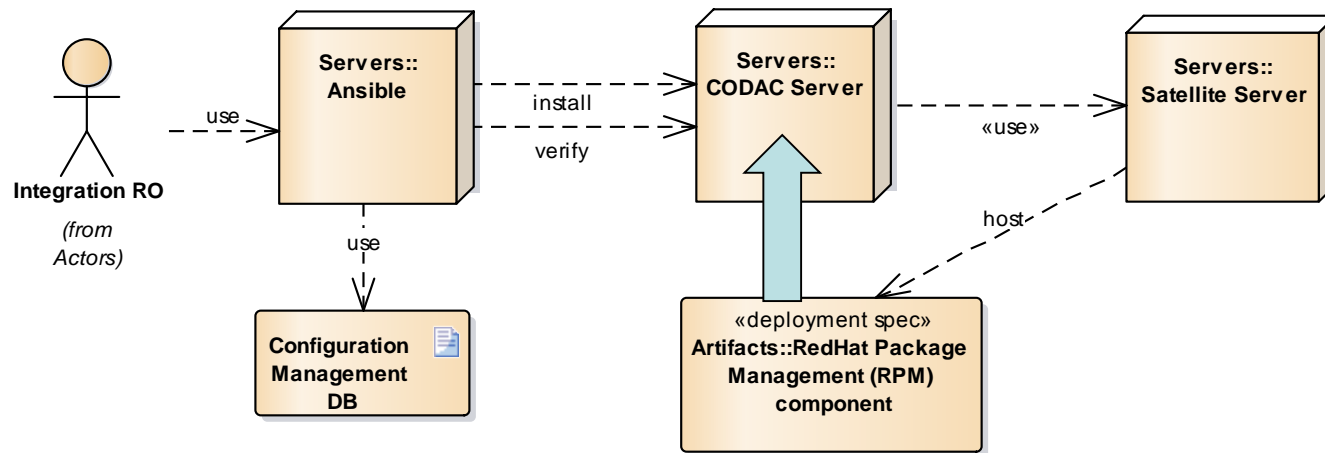 Integration RO
(from
Actors)
use
Servers::
Ansible
use
Configuration
Management
DB
install
verify
Servers::
CODAC Server
«use»
Servers::
Satellite Server
host
«deployment spec»
Artifacts::RedHat Package
Management (RPM)
component